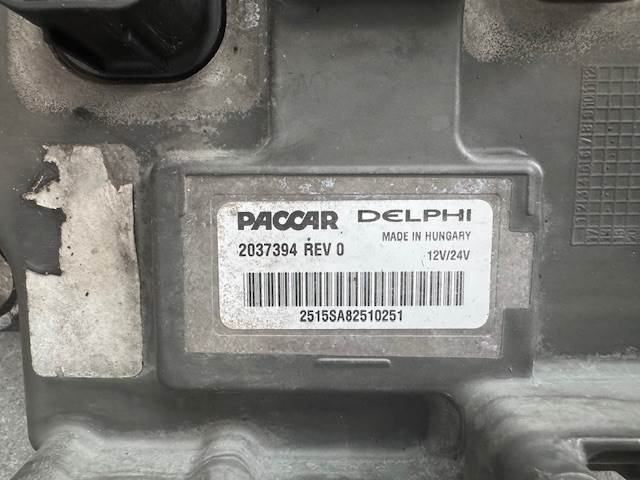 PACCAR DELPHI
MADE IN HUNGARY
2037394 REV 0
12V/24V
2515SA82510251